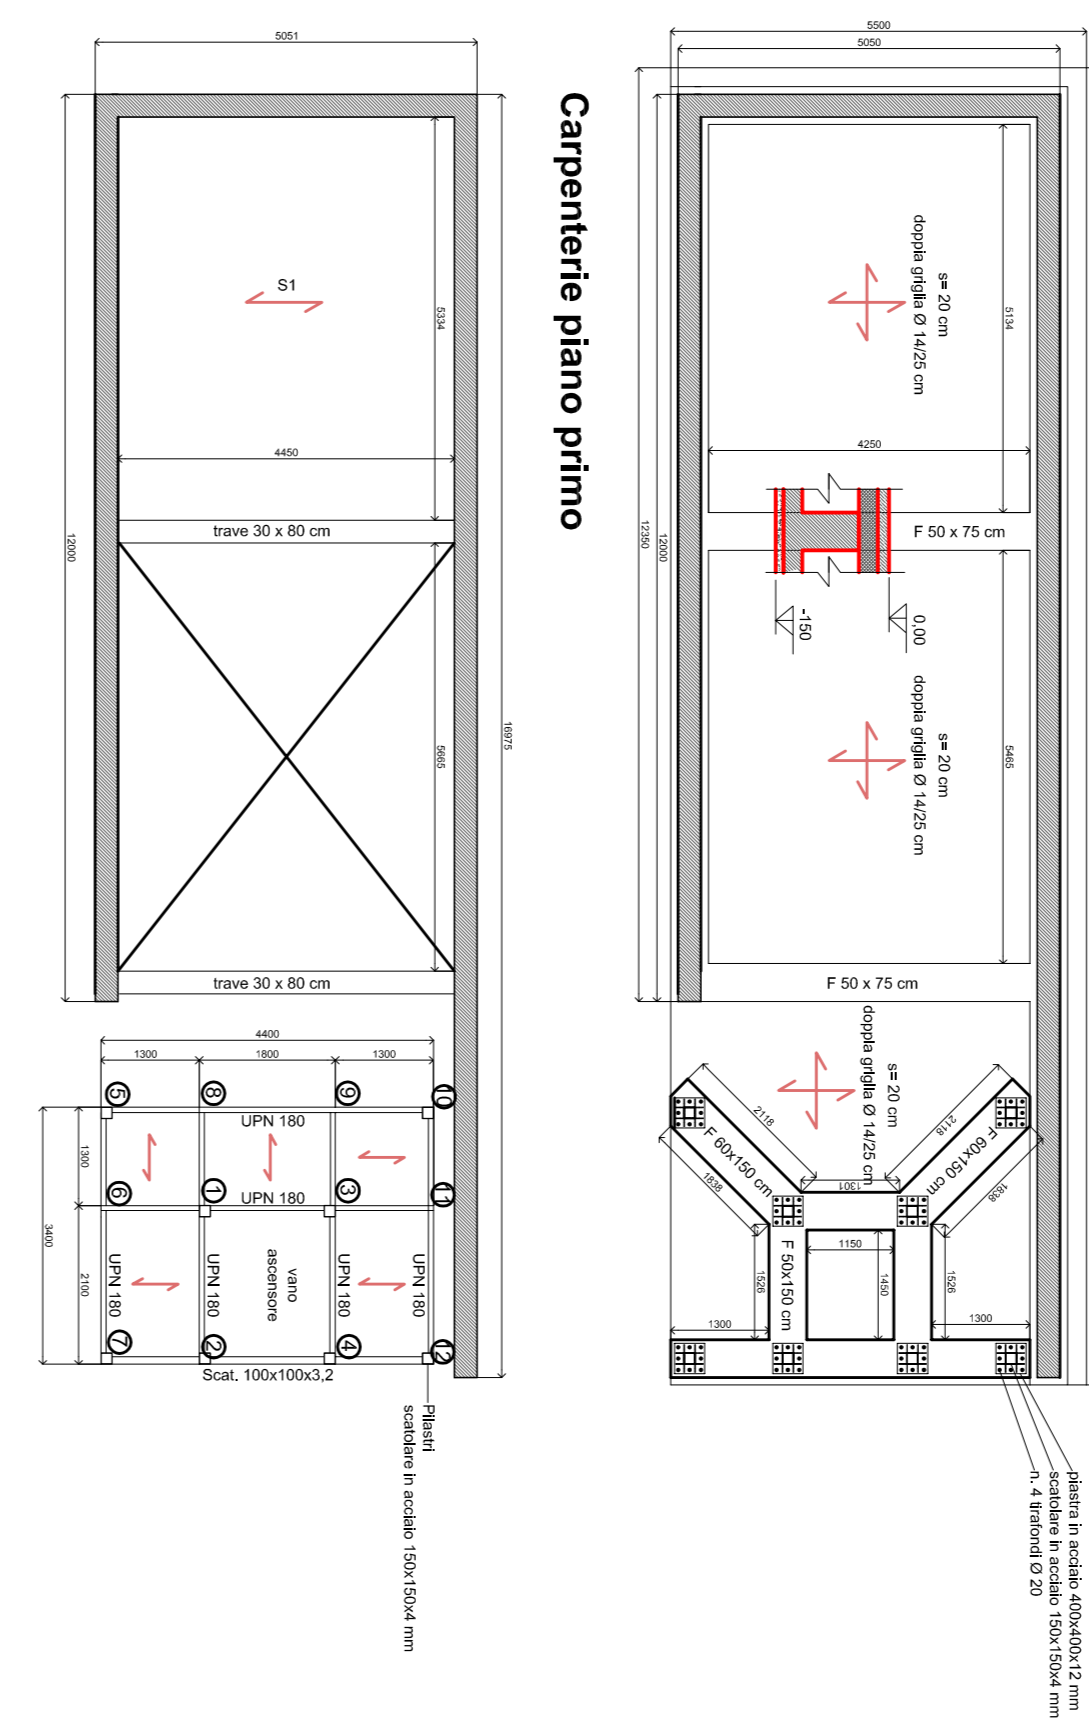 5051
5334
S1
4450
trave 30 x 80 cm
12000
5665
16975
trave 30 x 80 cm
4400
1300
1800
1300
5
8
9
10
UPN 180
1300
6
1
UPN 180
3
11
3400
2100
UPN 180
UPN 180
vano
ascensore
UPN 180
UPN 180
7
2
4
12
Scat. 100x100x3,2
Pilastri
scatolare in acciaio 150x150x4 mm
Carpenterie piano primo
5500
5050
s= 20 cm
doppia griglia Ø 14/25 cm
5134
4250
F 50 x 75 cm
12350
12000
0,00
-150
s= 20 cm
doppia griglia Ø 14/25 cm
5465
F 50 x 75 cm
s= 20 cm
doppia griglia Ø 14/25 cm
2118
2118
F 60x150 cm
F 60x150 cm
1838
1838
1301
F 50x150 cm
1150
1450
1526
1526
1300
1300
piastra in acciaio 400x400x12 mm
scatolare in acciaio 150x150x4 mm
n. 4 tirafondi Ø 20